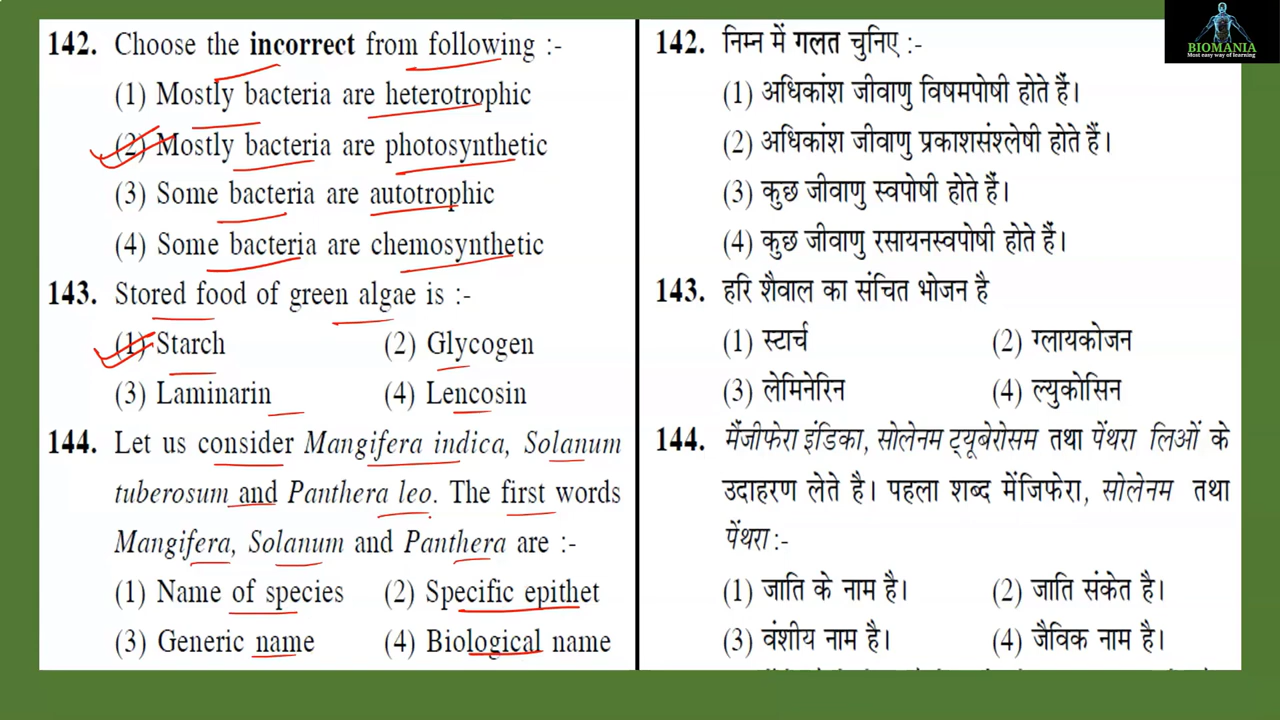 142. Choose the incorrect from following :-
(1) Mostly bacteria are heterotrophic
(2) Mostly bacteria are photosynthetic
(3) Some bacteria are autotrophic
(4) Some bacteria are chemosynthetic
143. Stored food of green algae is :-
(1) Starch (2) Glycogen
(3) Laminarin (4) Lencosin
144. Let us consider Mangifera indica, Solanum
tuberosum and Panthera leo. The first words
Mangifera, Solanum and Panthera are :-
(1) Name of species (2) Specific epithet
(3) Generic name (4) Biological name
142. निम्न में गलत चुनिए :-
(1) अधिकांश जीवाणु विषमपोषी होते हैं।
(2) अधिकांश जीवाणु प्रकाशसंश्लेषी होते हैं।
(3) कुछ जीवाणु स्वपोषी होते हैं।
(4) कुछ जीवाणु रसायनस्वपोषी होते हैं।
143. हरि शैवाल का संचित भोजन है
(1) स्टार्च (2) ग्लायकोजन
(3) लेमिनेरिन (4) ल्युकोसिन
144. मैंजीफेरा इंडिका, सोलेनम ट्यूबेरोसम तथा पेंथरा लिओं के
उदाहरण लेते है। पहला शब्द मेंजिफेरा, सोलेनम तथा
पेंथरा :-
(1) जाति के नाम है। (2) जाति संकेत है।
(3) वंशीय नाम है। (4) जैविक नाम है।
BIOMANIA
Most easy way of learning